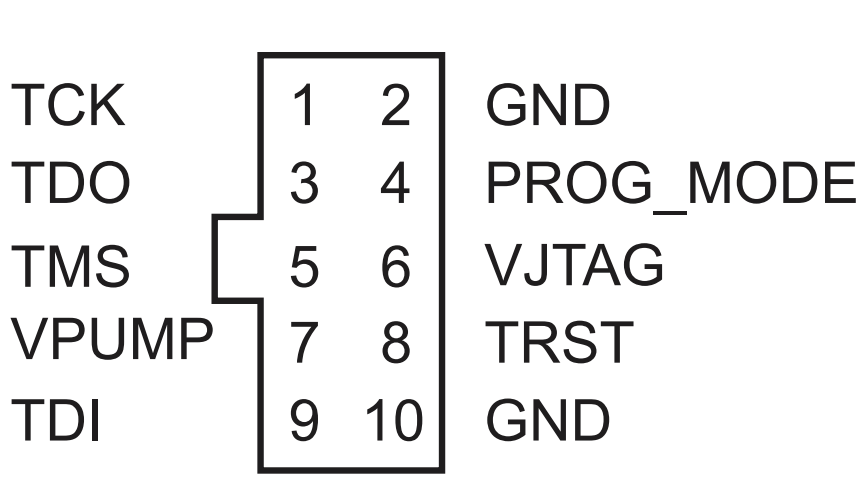 TCK 1 2 GND
TDO 3 4 PROG_MODE
TMS 5 6 VJTAG
VPUMP 7 8 TRST
TDI 9 10 GND